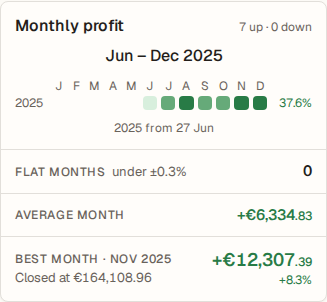 Monthly profit 7 up · 0 down
Jun – Dec 2025
J F M A M J J A S O N D
2025 37.6%
2025 from 27 Jun
FLAT MONTHS under ±0.3% 0
AVERAGE MONTH +€6,334.83
BEST MONTH · NOV 2025 +€12,307.39
Closed at €164,108.96 +8.3%